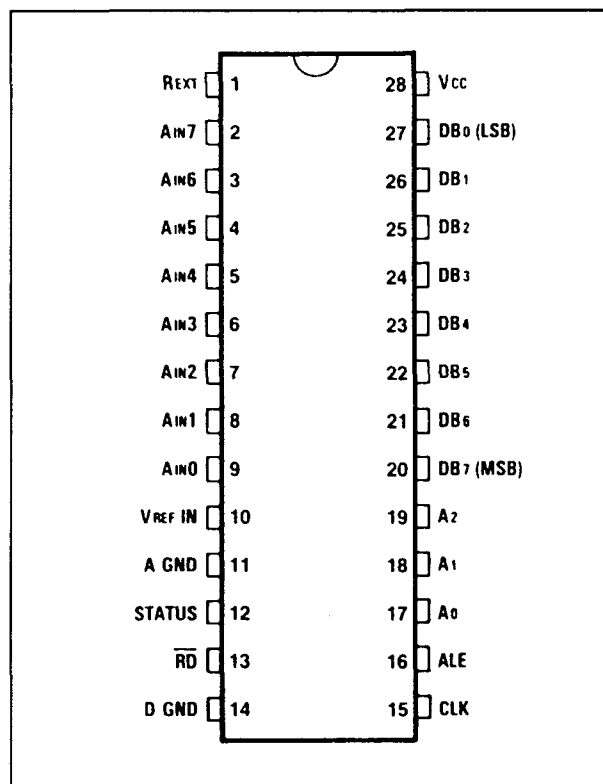 REXT 1 28 VCC
AIN7 2 27 DB0 (LSB)
AIN6 3 26 DB1
AIN5 4 25 DB2
AIN4 5 24 DB3
AIN3 6 23 DB4
AIN2 7 22 DB5
AIN1 8 21 DB6
AIN0 9 20 DB7 (MSB)
VREF IN 10 19 A2
A GND 11 18 A1
STATUS 12 17 A0
R̅D̅ 13 16 ALE
D GND 14 15 CLK